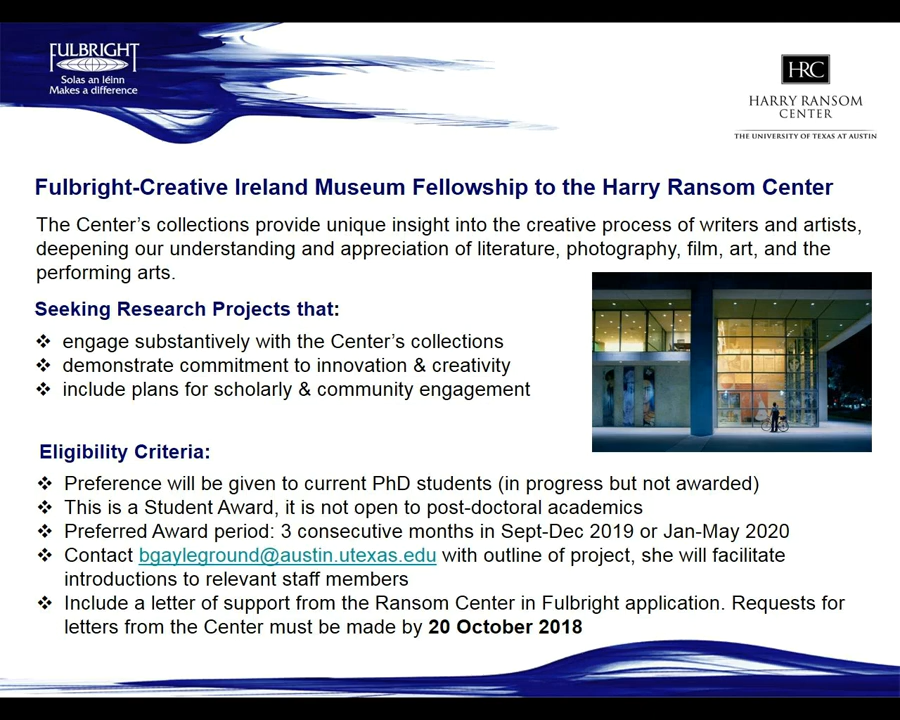 FULBRIGHT
Solas an léinn
Makes a difference
HRC
HARRY RANSOM
CENTER
THE UNIVERSITY OF TEXAS AT AUSTIN
Fulbright-Creative Ireland Museum Fellowship to the Harry Ransom Center
The Center’s collections provide unique insight into the creative process of writers and artists,
deepening our understanding and appreciation of literature, photography, film, art, and the
performing arts.
Seeking Research Projects that:
❖ engage substantively with the Center’s collections
❖ demonstrate commitment to innovation & creativity
❖ include plans for scholarly & community engagement
Eligibility Criteria:
❖ Preference will be given to current PhD students (in progress but not awarded)
❖ This is a Student Award, it is not open to post-doctoral academics
❖ Preferred Award period: 3 consecutive months in Sept-Dec 2019 or Jan-May 2020
❖ Contact bgayleground@austin.utexas.edu with outline of project, she will facilitate
introductions to relevant staff members
❖ Include a letter of support from the Ransom Center in Fulbright application. Requests for
letters from the Center must be made by 20 October 2018